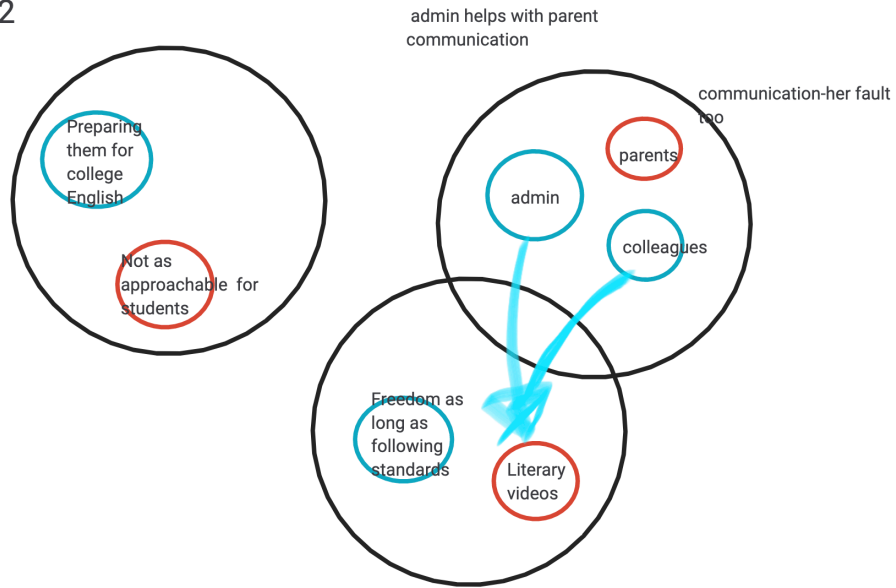 2
admin helps with parent
communication
communication-her fault
too
Preparing
them for
college
English
parents
admin
colleagues
Not as
approachable for
students
Freedom as
long as
following
standards
Literary
videos